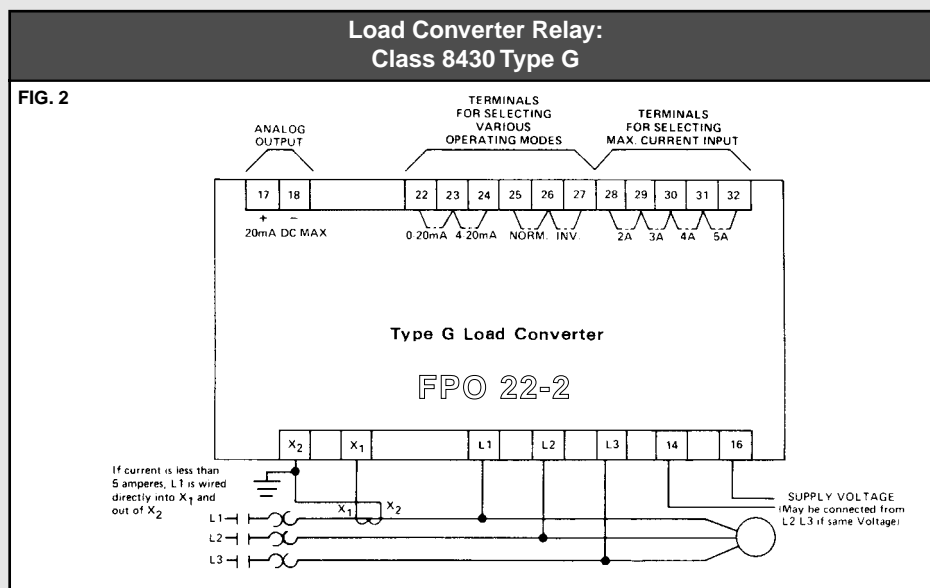 Load Converter Relay:
Class 8430 Type G
FIG. 2
ANALOG
OUTPUT
TERMINALS
FOR SELECTING
VARIOUS
OPERATING MODES
TERMINALS
FOR SELECTING
MAX. CURRENT INPUT
17 18 22 23 24 25 26 27 28 29 30 31 32
+ −
20mA DC MAX 0-20mA 4-20mA NORM. INV. 2A 3A 4A 5A
Type G Load Converter
FPO 22-2
X2 X1 L1 L2 L3 14 16
If current is less than
5 amperes, L1 is wired
directly into X1 and
out of X2
X1 X2
SUPPLY VOLTAGE
(May be connected from
L2 L3 if same Voltage)
L1
L2
L3